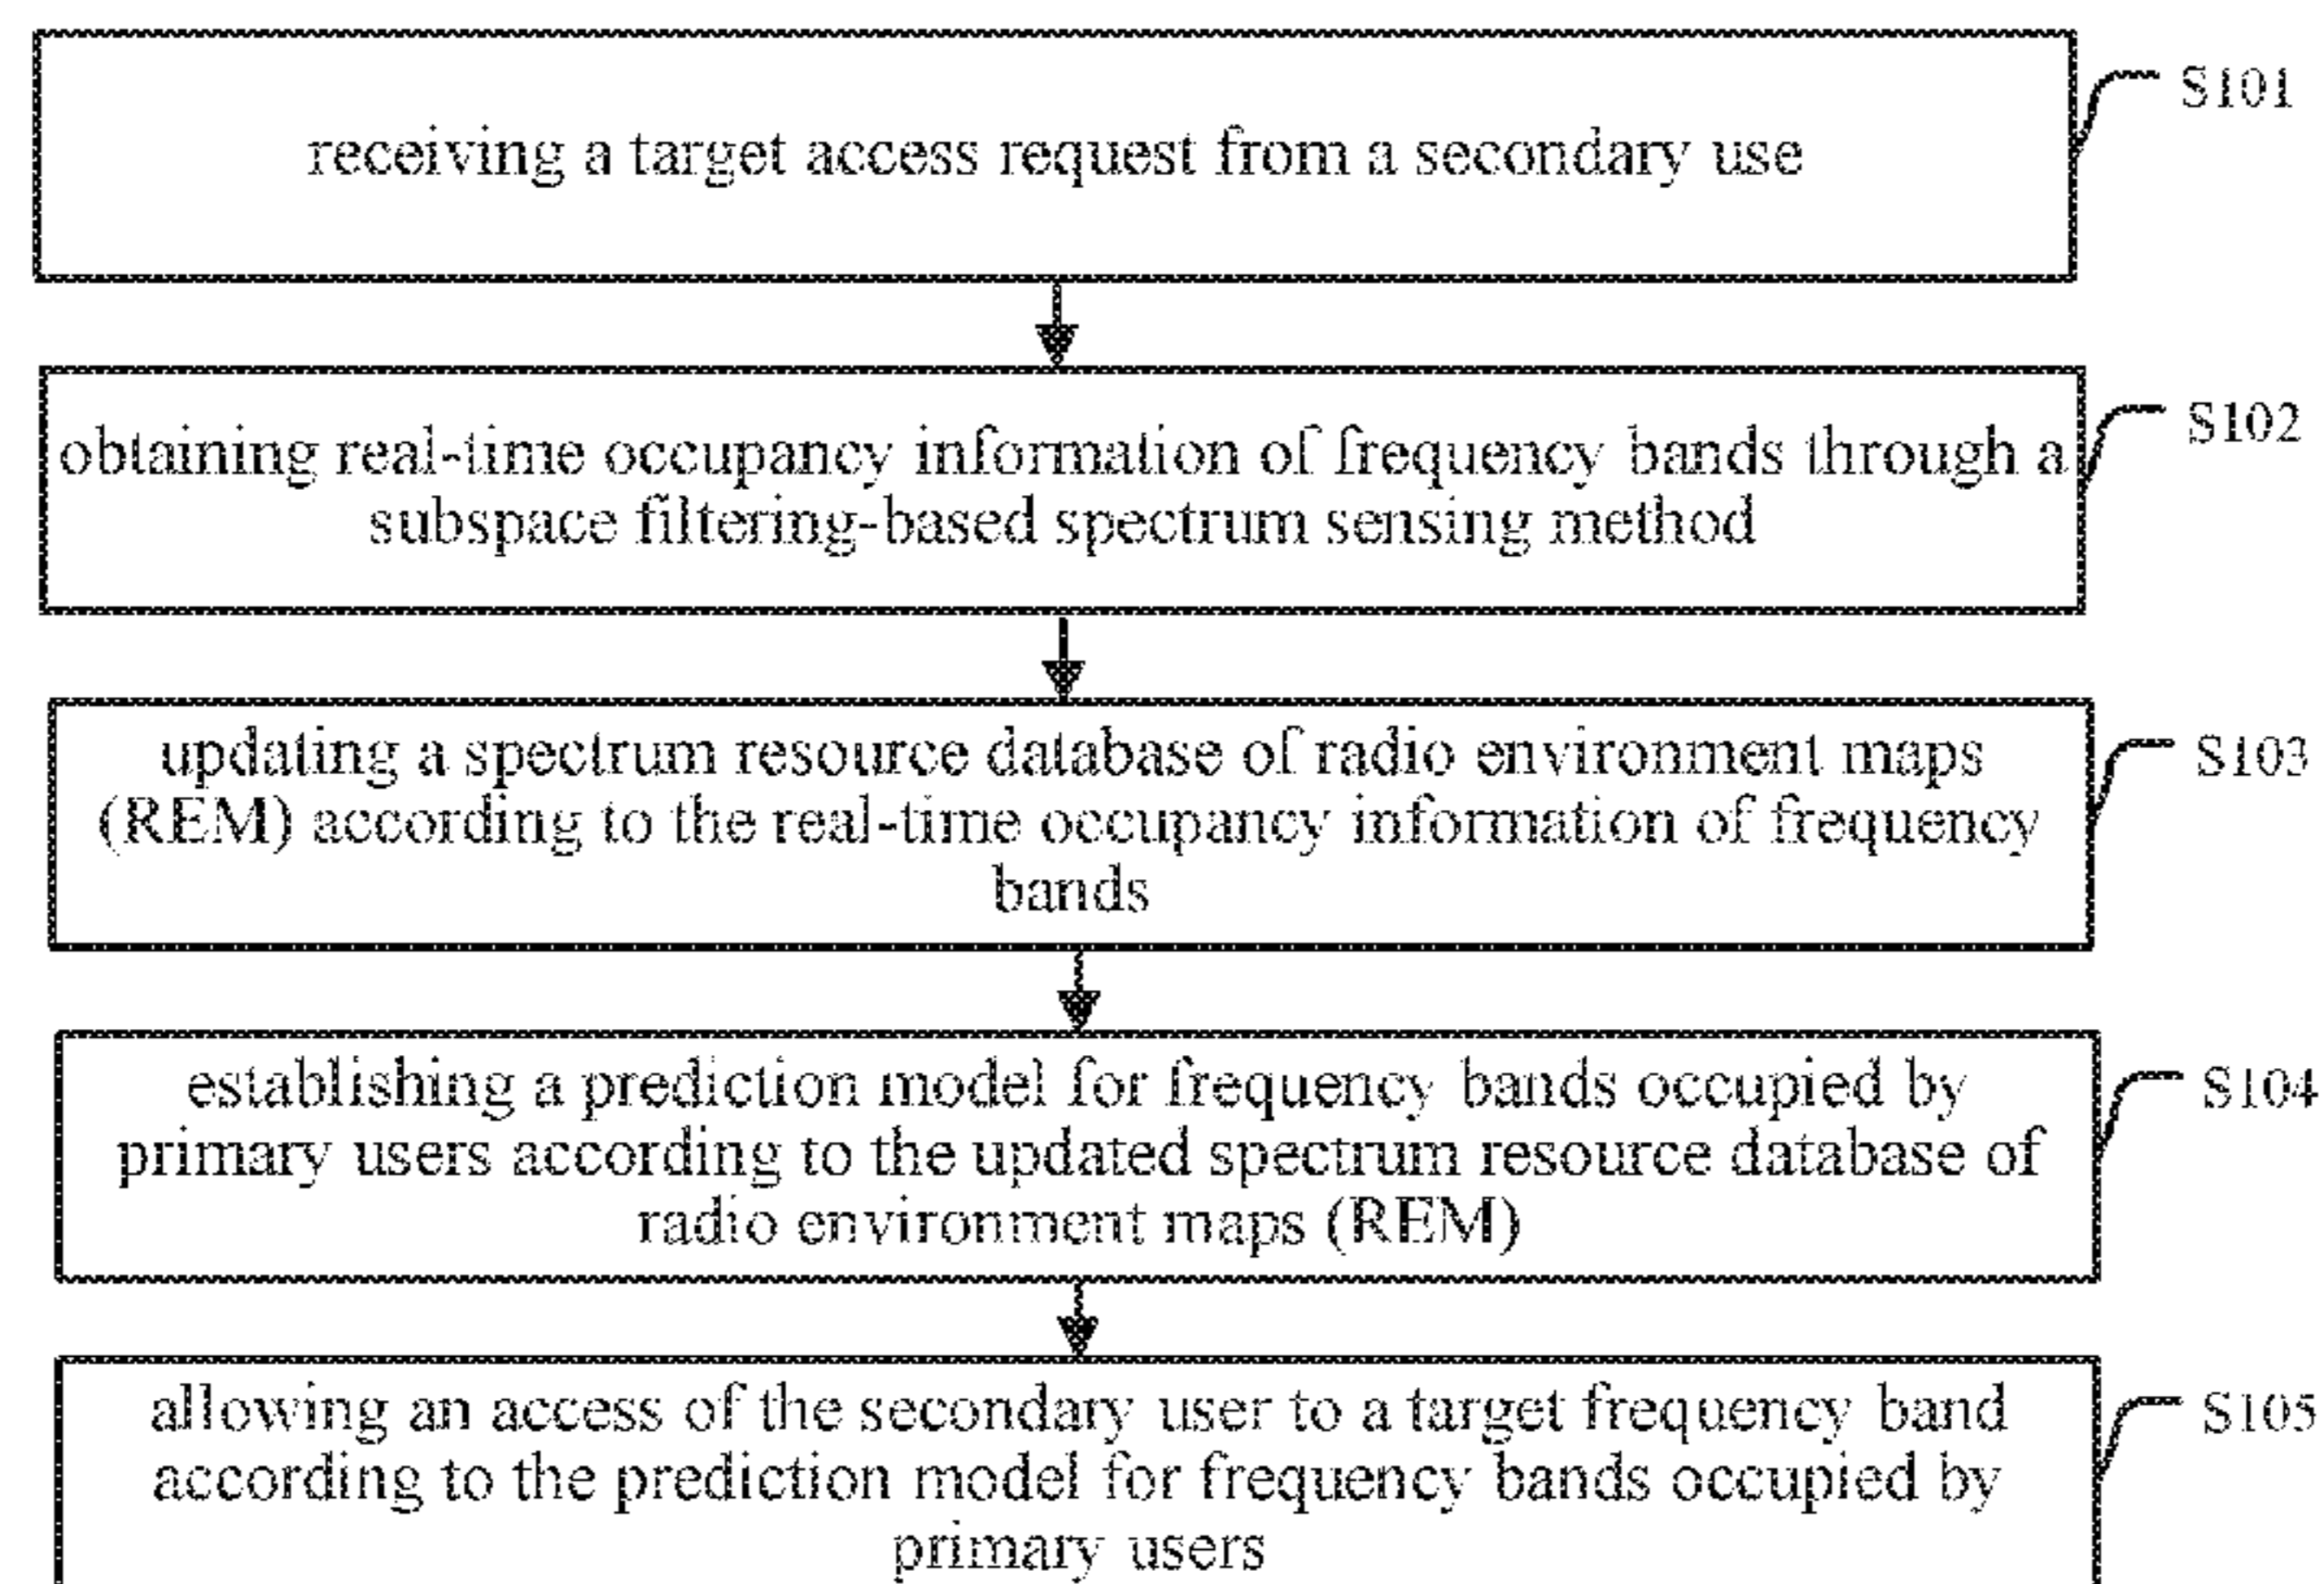 receiving a target access request from a secondary use
S101
obtaining real-time occupancy information of frequency bands through a
subspace filtering-based spectrum sensing method
S102
updating a spectrum resource database of radio environment maps
(REM) according to the real-time occupancy information of frequency
bands
S103
establishing a prediction model for frequency bands occupied by
primary users according to the updated spectrum resource database of
radio environment maps (REM)
S104
allowing an access of the secondary user to a target frequency band
according to the prediction model for frequency bands occupied by
primary users
S105